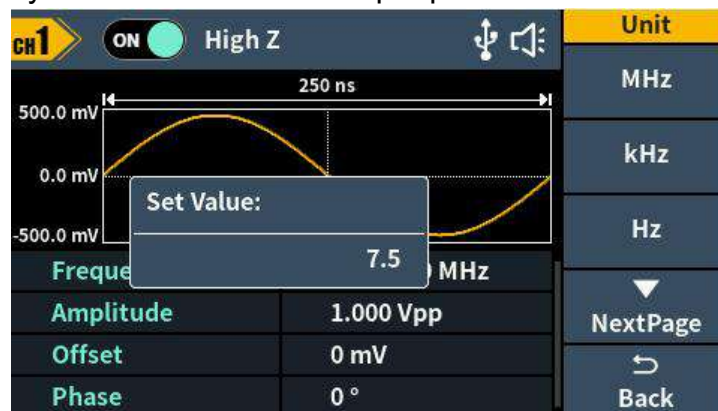 CH1 ON High Z
Unit
250 ns
MHz
500.0 mV
kHz
0.0 mV
Set Value:
7.5
Hz
-500.0 mV
Freque MHz
Amplitude 1.000 Vpp
NextPage
Offset 0 mV
Phase 0 °
Back